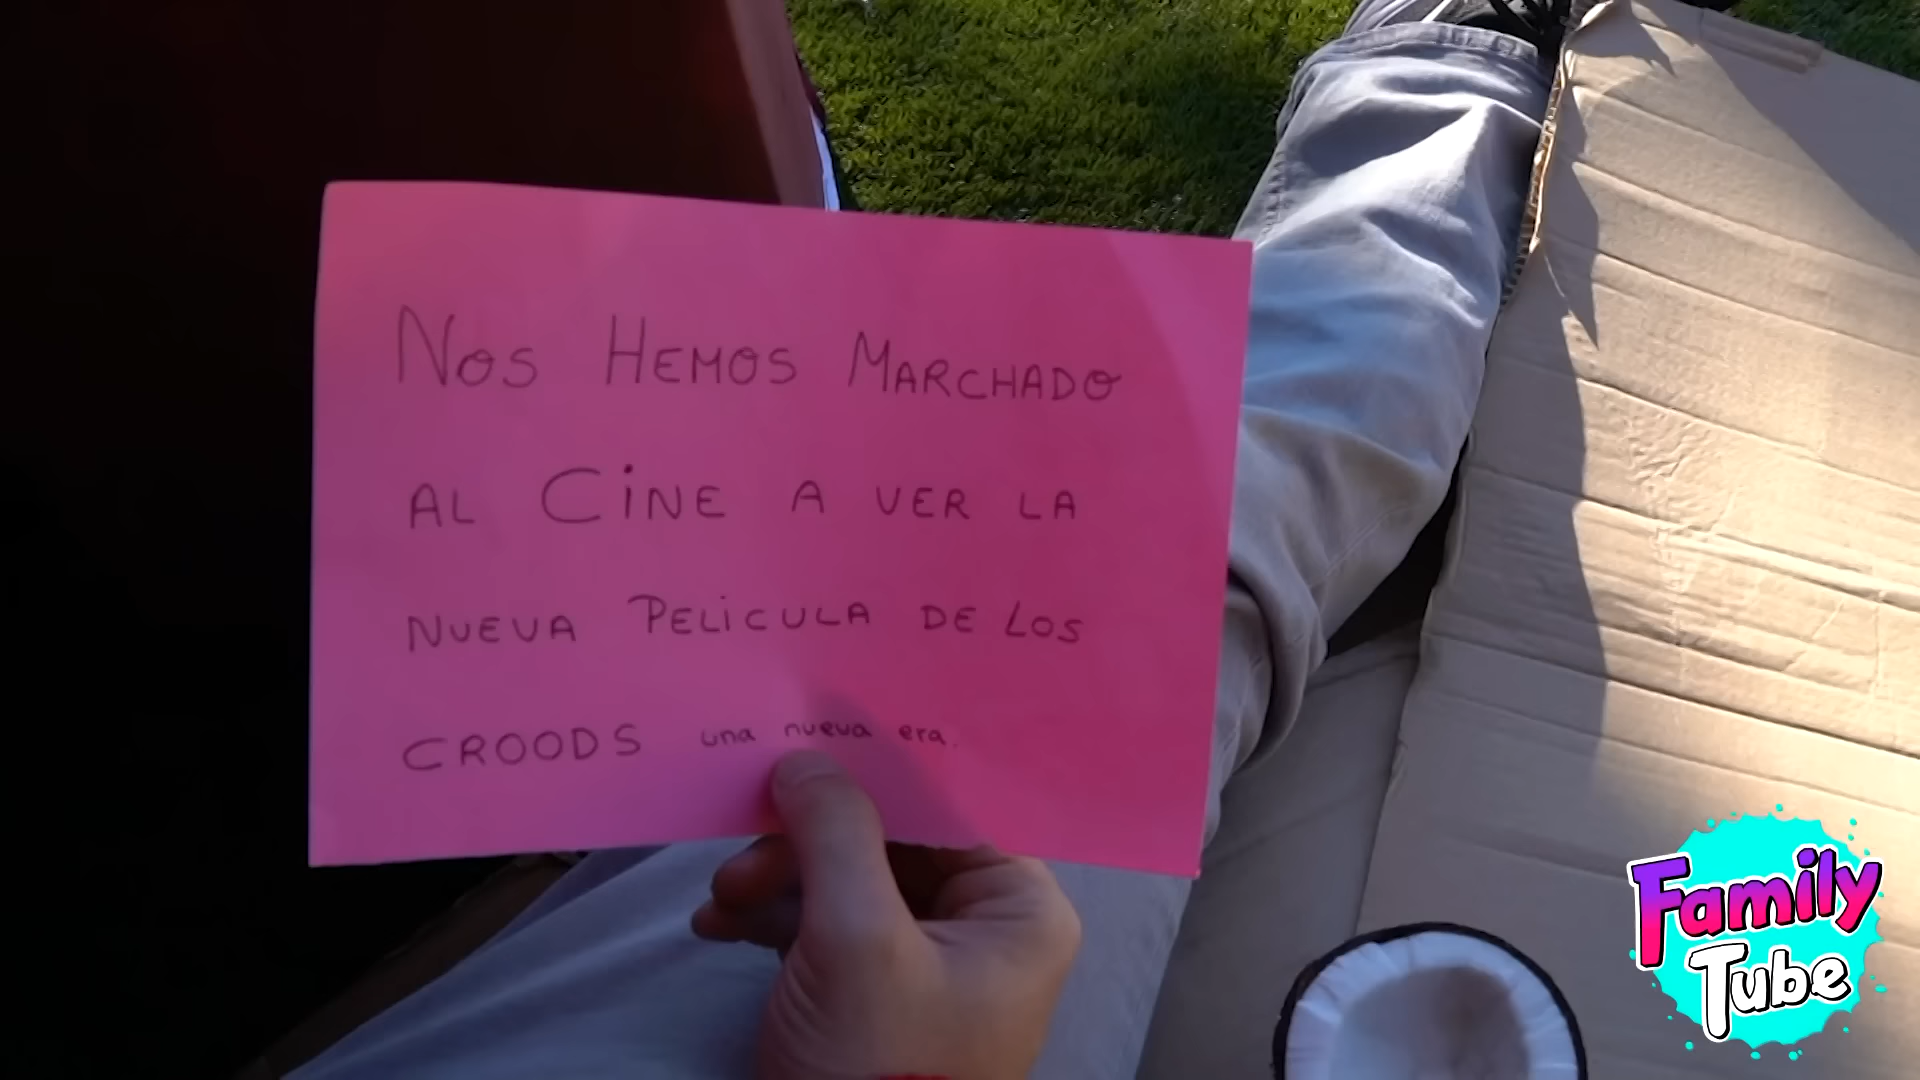 NOS HEMOS MARCHADO
AL CiNE A VER LA
NUEVA PELiCULA DE LOS
CROODS una nueva era.
Family
Tube